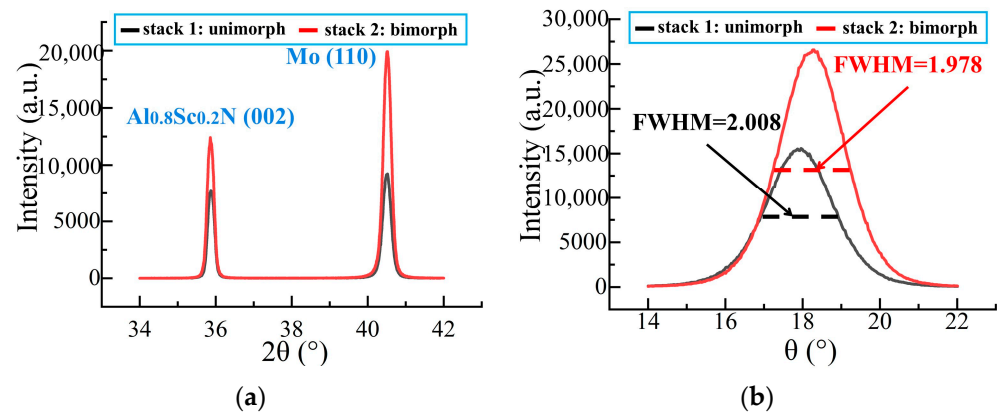 stack 1: unimorph stack 2: bimorph
Mo (110)
Al0.8Sc0.2N (002)
Intensity (a.u.)
20,000
15,000
10,000
5000
0
34 36 38 40 42
2θ (°)
(a)
stack 1: unimorph stack 2: bimorph
FWHM=1.978
FWHM=2.008
Intensity (a.u.)
30,000
25,000
20,000
15,000
10,000
5000
0
14 16 18 20 22
θ (°)
(b)